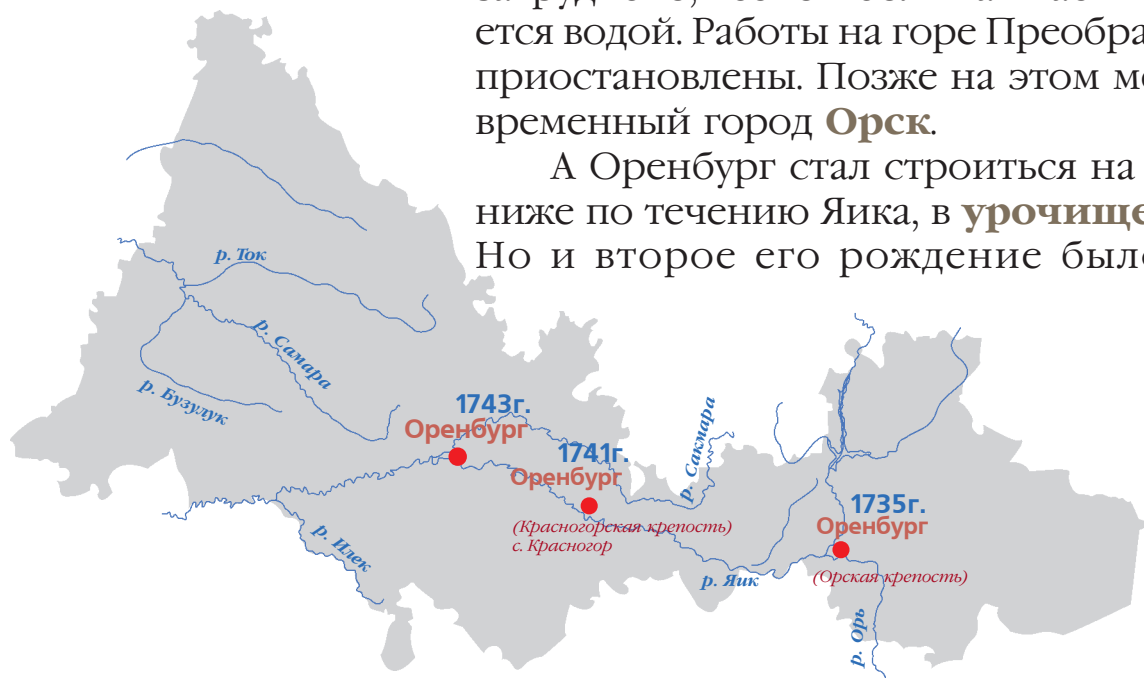 ется водой. Работы на горе Преобра
приостановлены. Позже на этом ме
временный город Орск.
А Оренбург стал строиться на
ниже по течению Яика, в урочище
Но и второе его рождение было
р. Ток
р. Самара
р. Бузулук
1743г.
Оренбург
1741г.
Оренбург
(Красногорская крепость)
с. Красногор
р. Сакмара
1735г.
Оренбург
(Орская крепость)
р. Илек
р. Яик
р. Орь